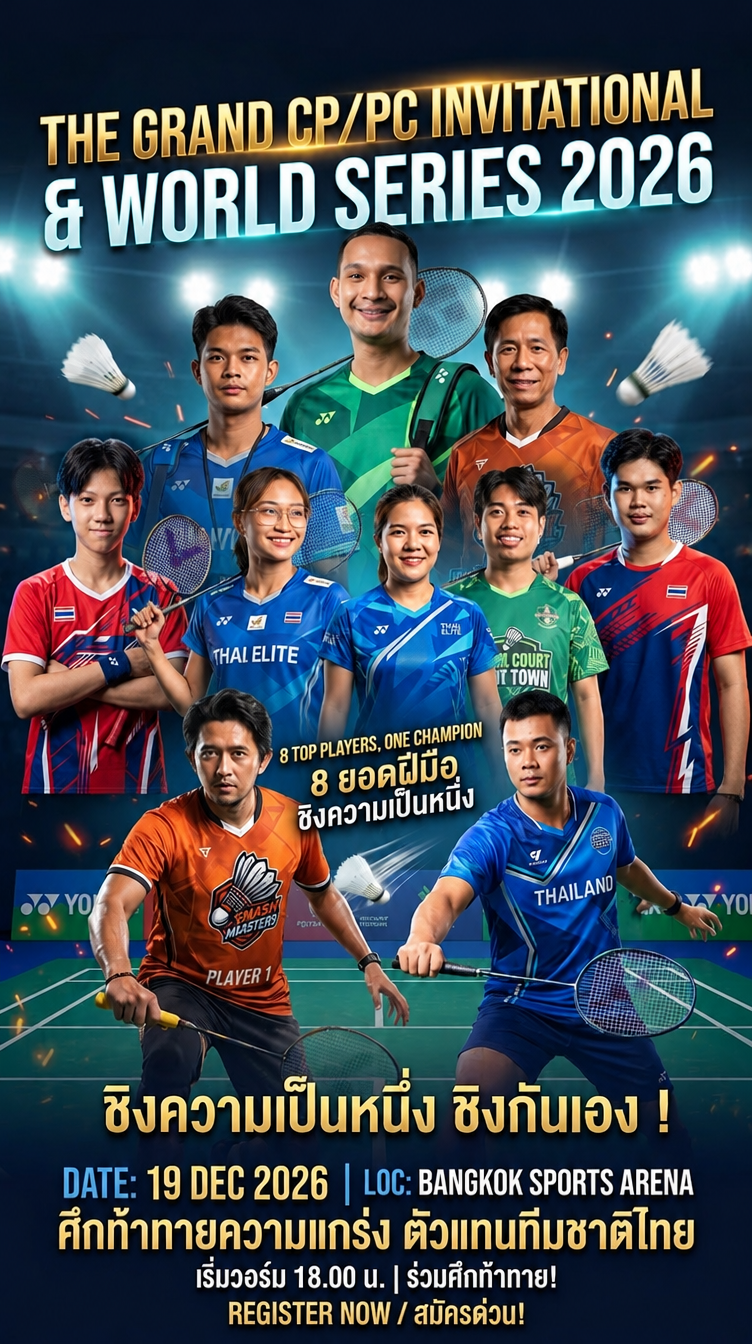 THE GRAND CP/PC INVITATIONAL
& WORLD SERIES 2026
THAI ELITE
THAI ELITE
COURT
TOWN
8 TOP PLAYERS, ONE CHAMPION
8 ยอดฝีมือ
ชิงความเป็นหนึ่ง
THAILAND
SMASH
MASTERS
PLAYER 1
YO
YO
ชิงความเป็นหนึ่ง ชิงกันเอง !
DATE: 19 DEC 2026 | LOC: BANGKOK SPORTS ARENA
ศึกท้าทายความแกร่ง ตัวแทนทีมชาติไทย
เริ่มวอร์ม 18.00 น. | ร่วมศึกท้าทาย!
REGISTER NOW / สมัครด่วน!